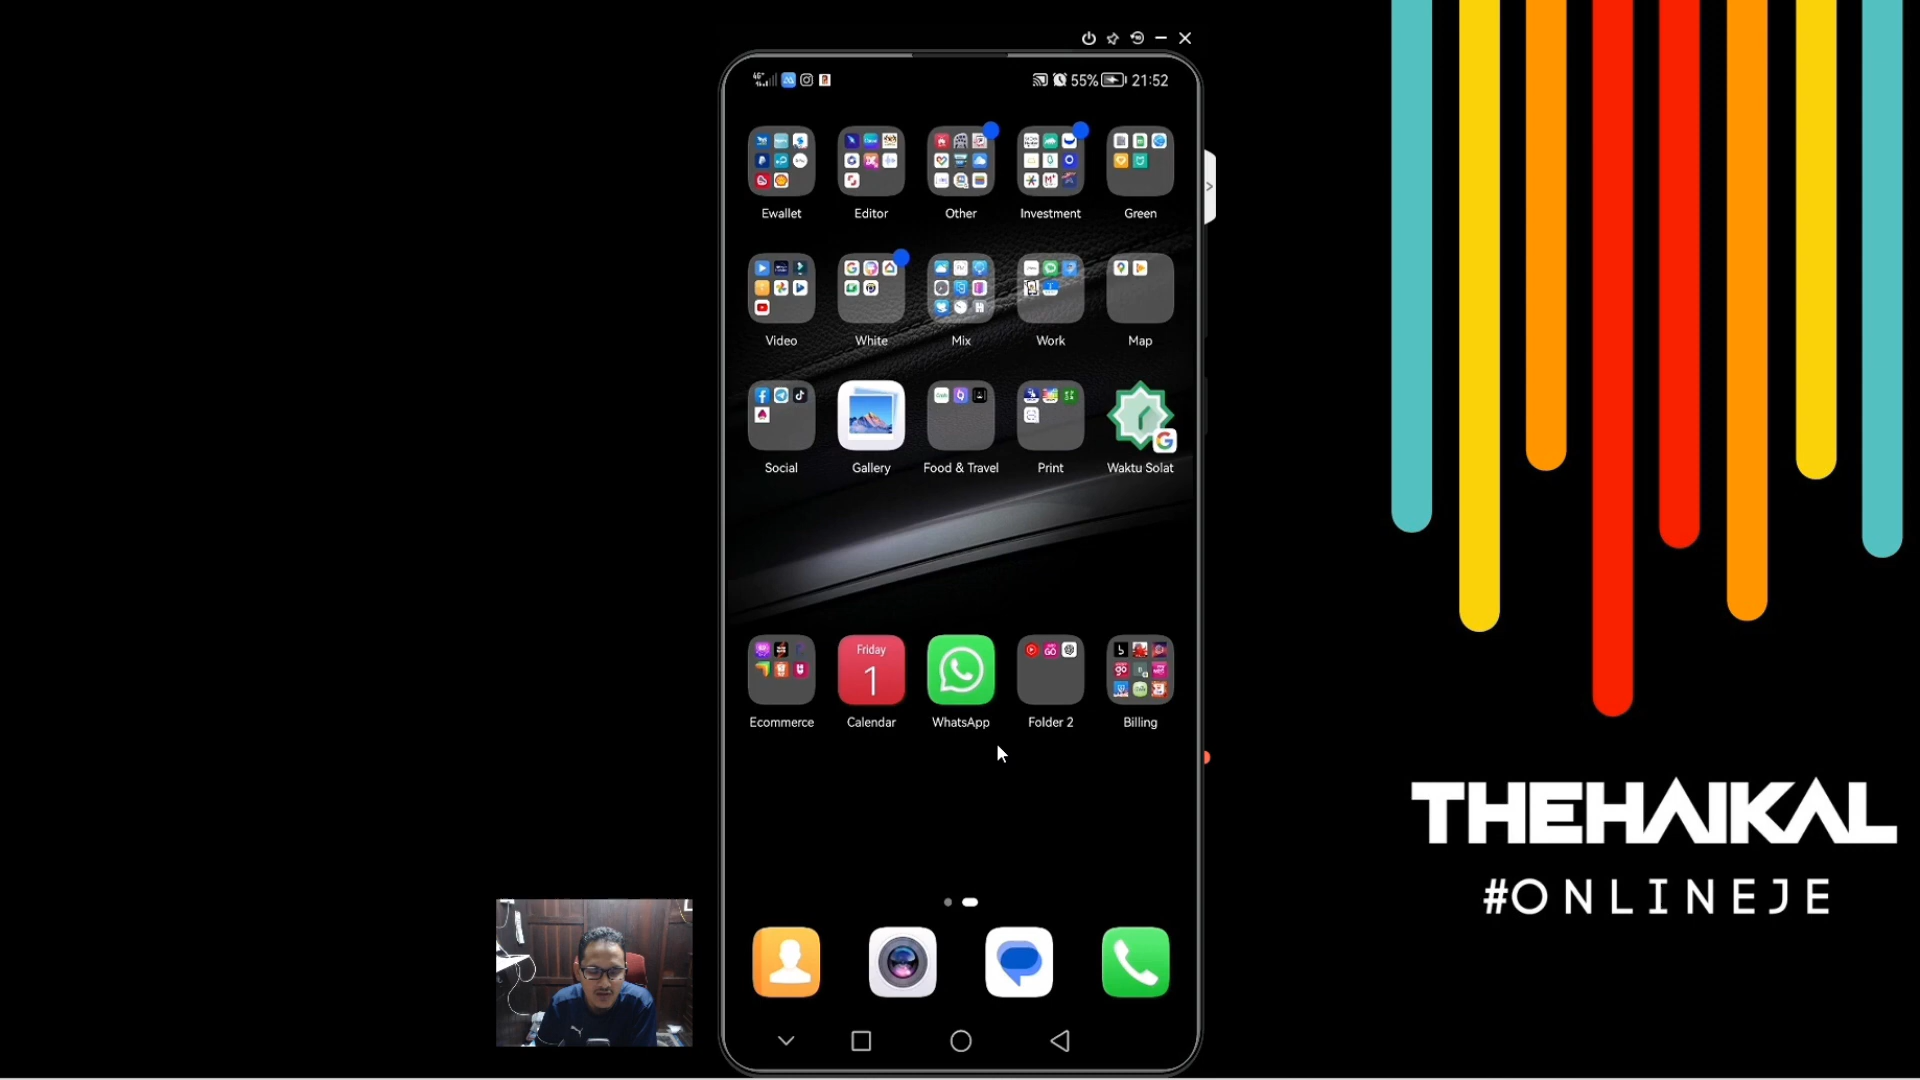 55% 21:52
Ewallet Editor Other Investment Green
Video White Mix Work Map
Social Gallery Food & Travel Print Waktu Solat
Friday
1
Ecommerce Calendar WhatsApp Folder 2 Billing
THEHAIKAL
#ONLINEJE